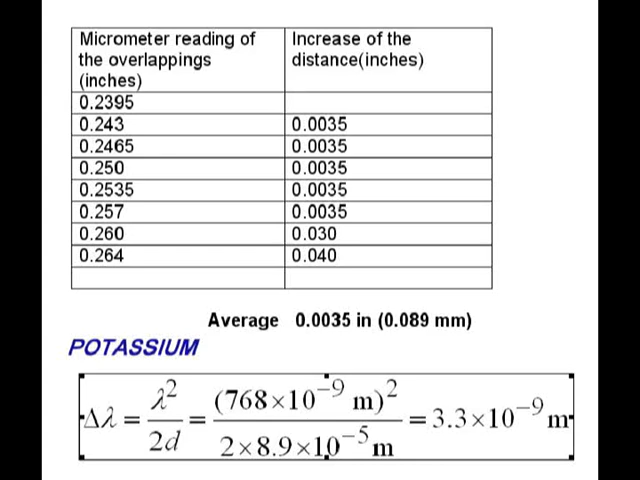 Micrometer reading of the overlappings (inches) Increase of the distance(inches)
0.2395
0.243 0.0035
0.2465 0.0035
0.250 0.0035
0.2535 0.0035
0.257 0.0035
0.260 0.030
0.264 0.040
Average 0.0035 in (0.089 mm)
POTASSIUM
Δλ = λ² / 2d = (768×10⁻⁹ m)² / 2×8.9×10⁻⁵ m = 3.3×10⁻⁹ m